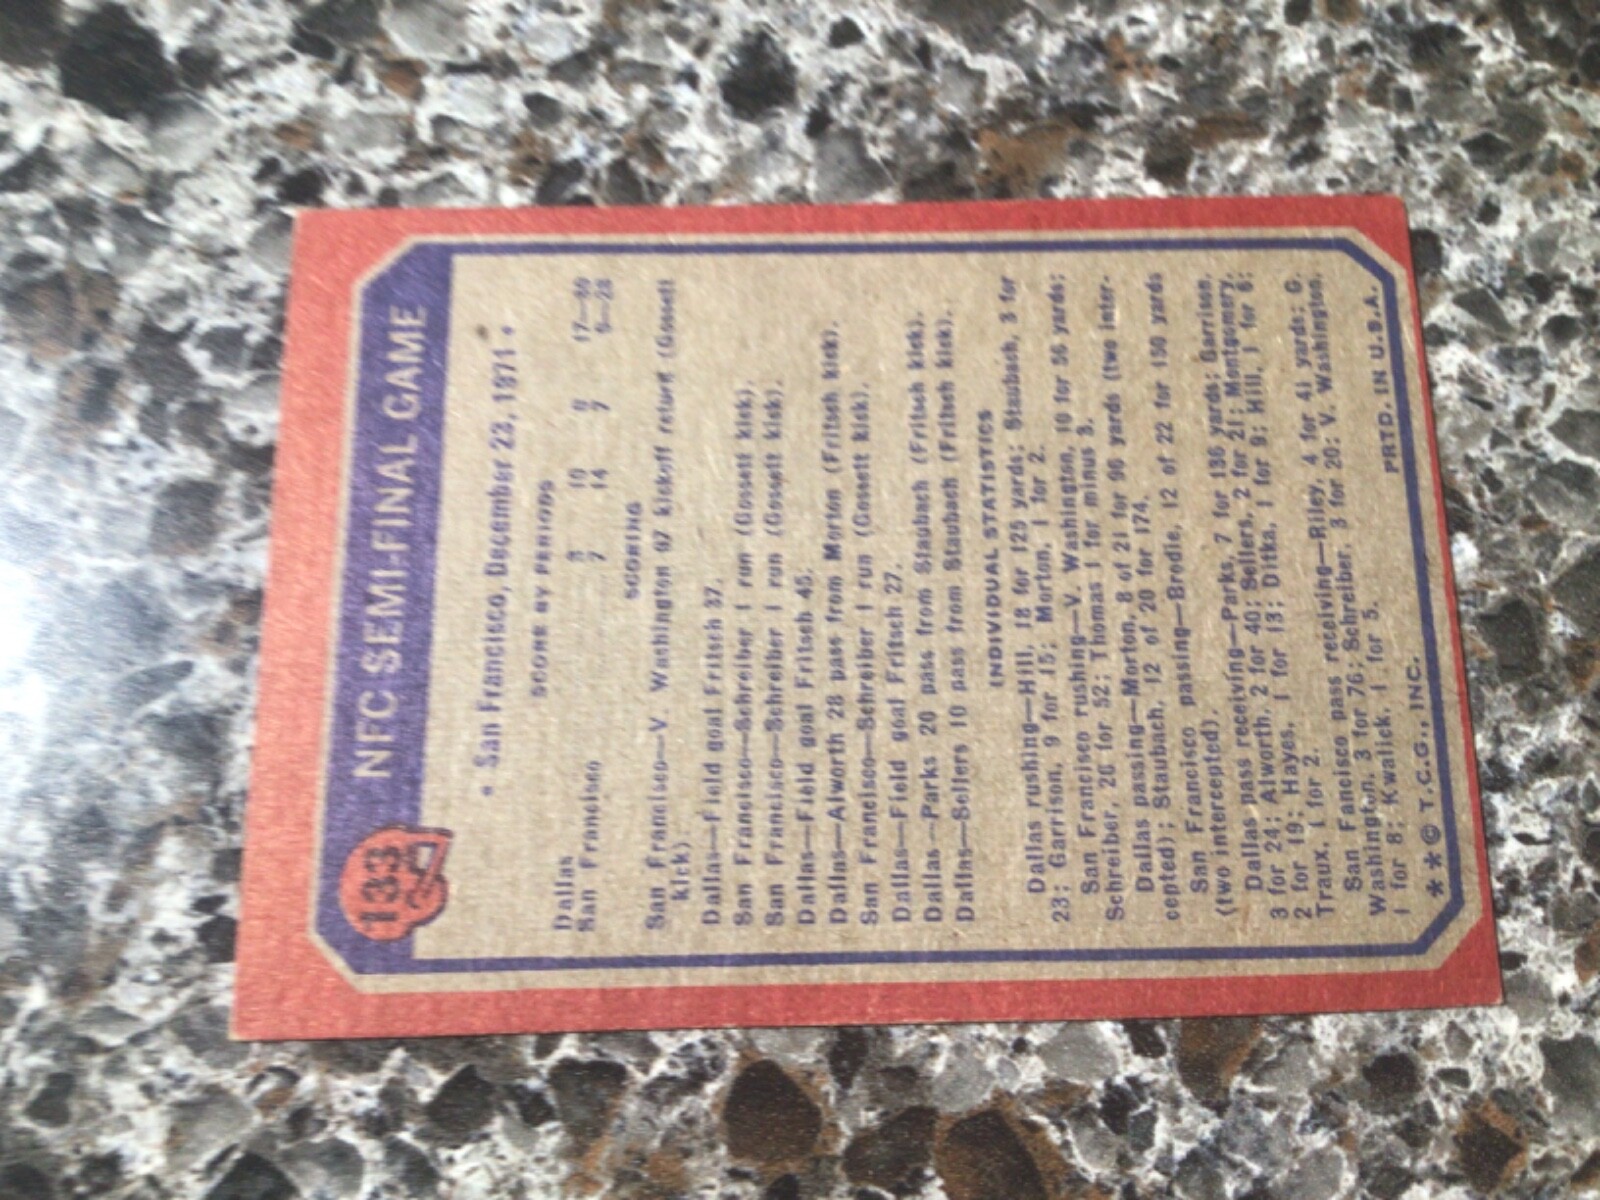 133
NFC SEMI-FINAL GAME
• San Francisco, December 23, 1971 •
SCORE BY PERIODS
Dallas 3 10 0 17—30
San Francisco 7 14 7 0—28
SCORING
San Francisco—V. Washington 97 kickoff return (Gossett
kick).
Dallas—Field goal Fritsch 37.
San Francisco—Schreiber 1 run (Gossett kick).
San Francisco—Schreiber 1 run (Gossett kick).
Dallas—Field goal Fritsch 45.
Dallas—Alworth 28 pass from Morton (Fritsch kick).
San Francisco—Schreiber 1 run (Gossett kick).
Dallas—Field goal Fritsch 27.
Dallas—Parks 20 pass from Staubach (Fritsch kick).
Dallas—Sellers 10 pass from Staubach (Fritsch kick).
INDIVIDUAL STATISTICS
Dallas rushing—Hill, 18 for 125 yards; Staubach, 3 for
23; Garrison, 9 for 15; Morton, 1 for 2.
San Francisco rushing—V. Washington, 10 for 56 yards;
Schreiber, 26 for 52; Thomas 1 for minus 3.
Dallas passing—Morton, 8 of 21 for 96 yards (two inter-
cepted); Staubach, 12 of 20 for 174.
San Francisco passing—Brodie, 12 of 22 for 150 yards
(two intercepted).
Dallas pass receiving—Parks, 7 for 136 yards; Garrison,
3 for 24; Alworth, 2 for 40; Sellers, 2 for 21; Montgomery,
2 for 19; Hayes, 1 for 13; Ditka, 1 for 9; Hill, 1 for 6;
Traux, 1 for 2.
San Fancisco pass receiving—Riley, 4 for 41 yards; G.
Washington, 3 for 76; Schreiber, 3 for 20; V. Washington,
1 for 8; Kwalick, 1 for 5.
**© T.C.G., INC. PRTD. IN U.S.A.